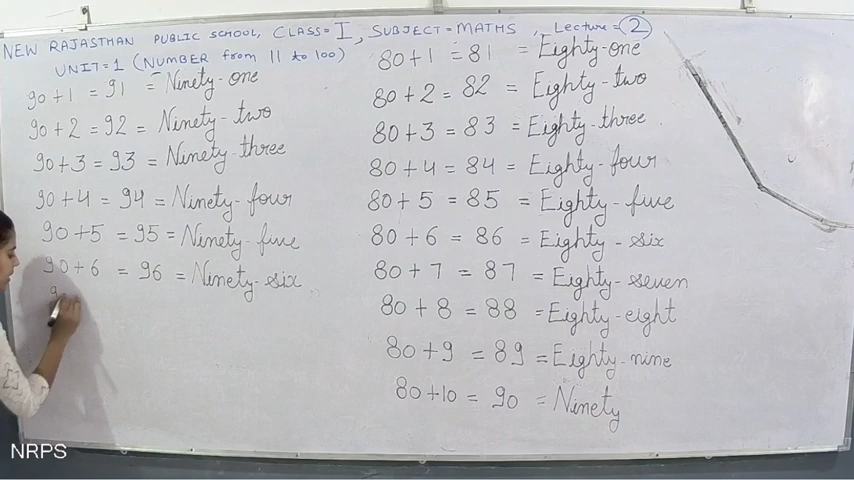 NEW RAJASTHAN PUBLIC SCHOOL, CLASS=I, SUBJECT=MATHS, Lecture=2
UNIT=1 (NUMBER from 11 to 100)
90+1 = 91 = Ninety-one
90+2 = 92 = Ninety-two
90+3 = 93 = Ninety-three
90+4 = 94 = Ninety-four
90+5 = 95 = Ninety-five
90+6 = 96 = Ninety-six
9
80+1 = 81 = Eighty-one
80+2 = 82 = Eighty-two
80+3 = 83 = Eighty-three
80+4 = 84 = Eighty-four
80+5 = 85 = Eighty-five
80+6 = 86 = Eighty-six
80+7 = 87 = Eighty-seven
80+8 = 88 = Eighty-eight
80+9 = 89 = Eighty-nine
80+10 = 90 = Ninety
NRPS